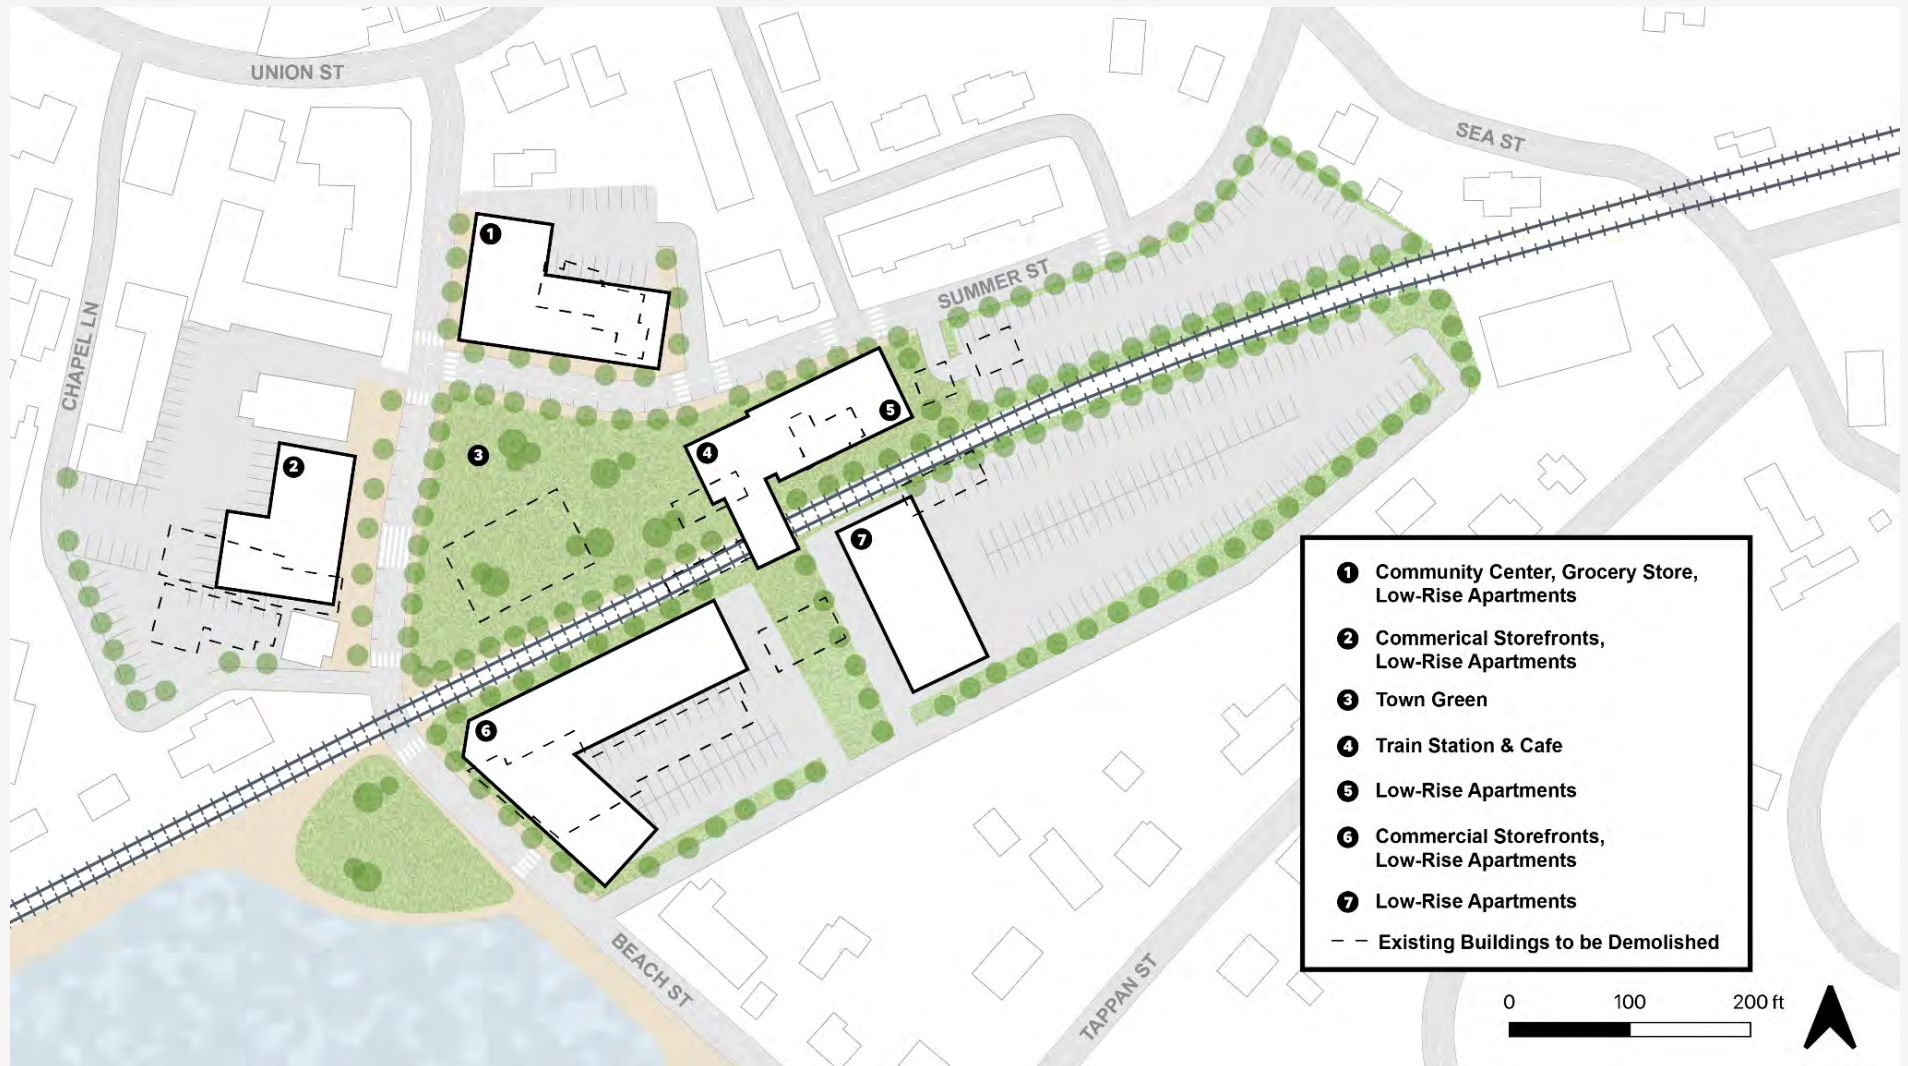 UNION ST
SEA ST
CHAPEL LN
SUMMER ST
BEACH ST
TAPPAN ST
1
2
3
4
5
6
7
1 Community Center, Grocery Store,
Low-Rise Apartments
2 Commerical Storefronts,
Low-Rise Apartments
3 Town Green
4 Train Station & Cafe
5 Low-Rise Apartments
6 Commercial Storefronts,
Low-Rise Apartments
7 Low-Rise Apartments
Existing Buildings to be Demolished
0 100 200 ft